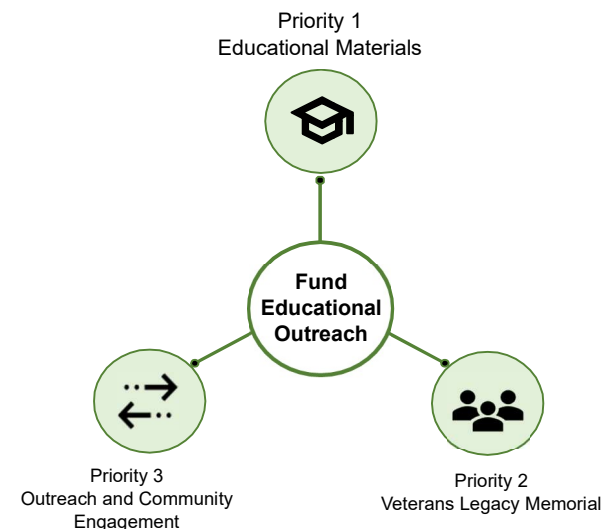 Priority 1
Educational Materials
Fund
Educational
Outreach
Priority 3
Outreach and Community
Engagement
Priority 2
Veterans Legacy Memorial